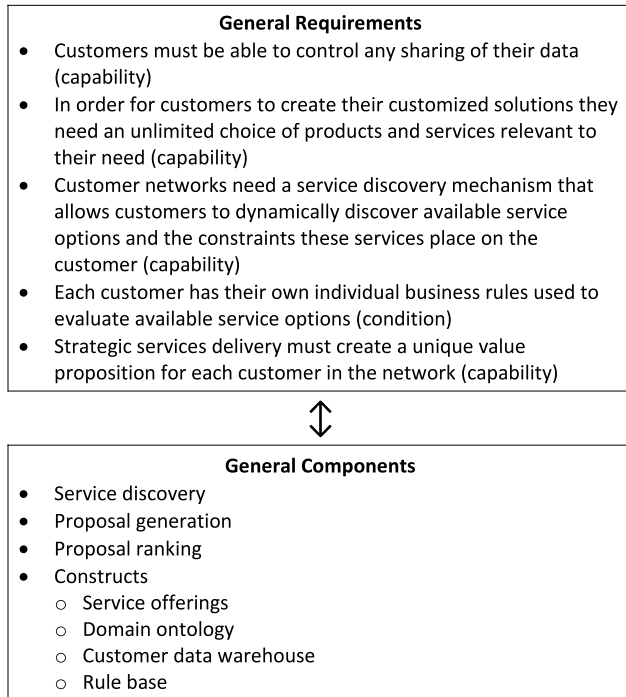 General Requirements
• Customers must be able to control any sharing of their data
(capability)
• In order for customers to create their customized solutions they
need an unlimited choice of products and services relevant to
their need (capability)
• Customer networks need a service discovery mechanism that
allows customers to dynamically discover available service
options and the constraints these services place on the
customer (capability)
• Each customer has their own individual business rules used to
evaluate available service options (condition)
• Strategic services delivery must create a unique value
proposition for each customer in the network (capability)
General Components
• Service discovery
• Proposal generation
• Proposal ranking
• Constructs
o Service offerings
o Domain ontology
o Customer data warehouse
o Rule base